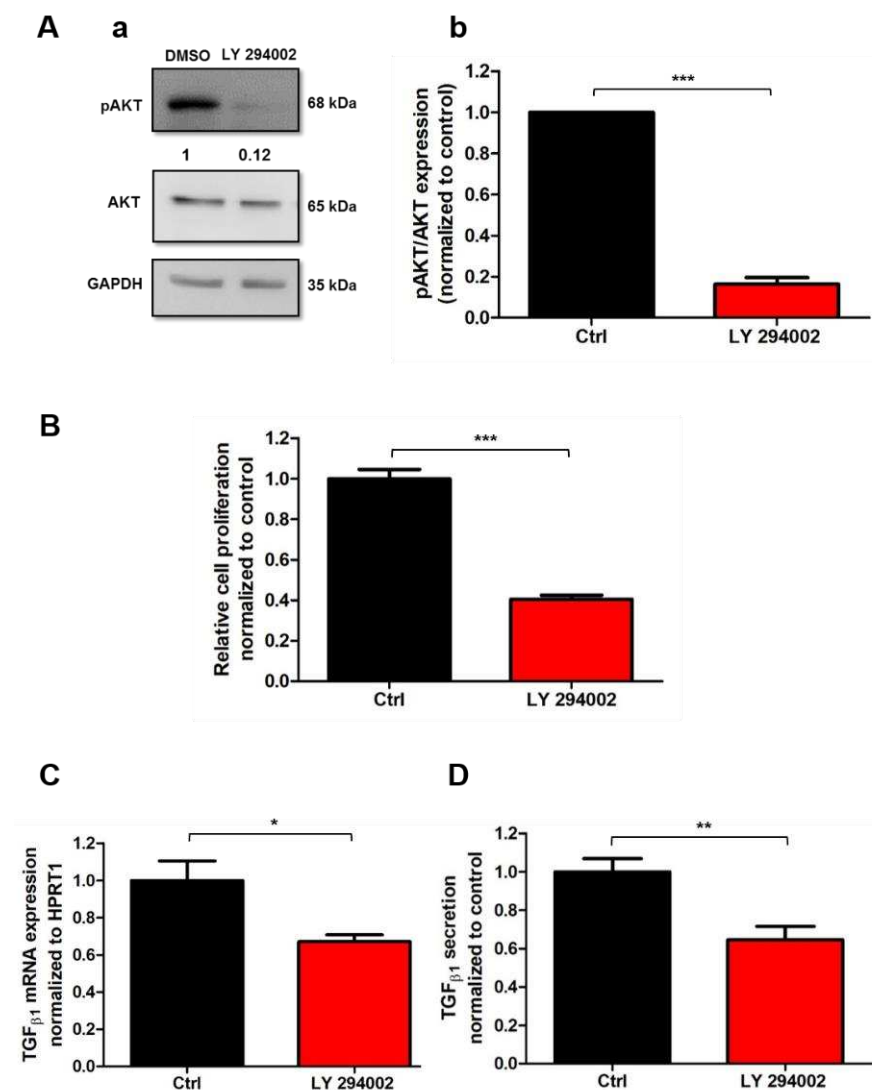 A
a
b
DMSO LY 294002
pAKT
68 kDa
1 0.12
AKT
65 kDa
GAPDH
35 kDa
pAKT/AKT expression
(normalized to control)
1.2
1.0
0.8
0.6
0.4
0.2
0.0
***
Ctrl
LY 294002
B
Relative cell proliferation
normalized to control
1.2
1.0
0.8
0.6
0.4
0.2
0.0
***
Ctrl
LY 294002
C
TGFβ1 mRNA expression
normalized to HPRT1
1.2
1.0
0.8
0.6
0.4
0.2
0.0
*
Ctrl
LY 294002
D
TGFβ1 secretion
normalized to control
1.2
1.0
0.8
0.6
0.4
0.2
0.0
**
Ctrl
LY 294002